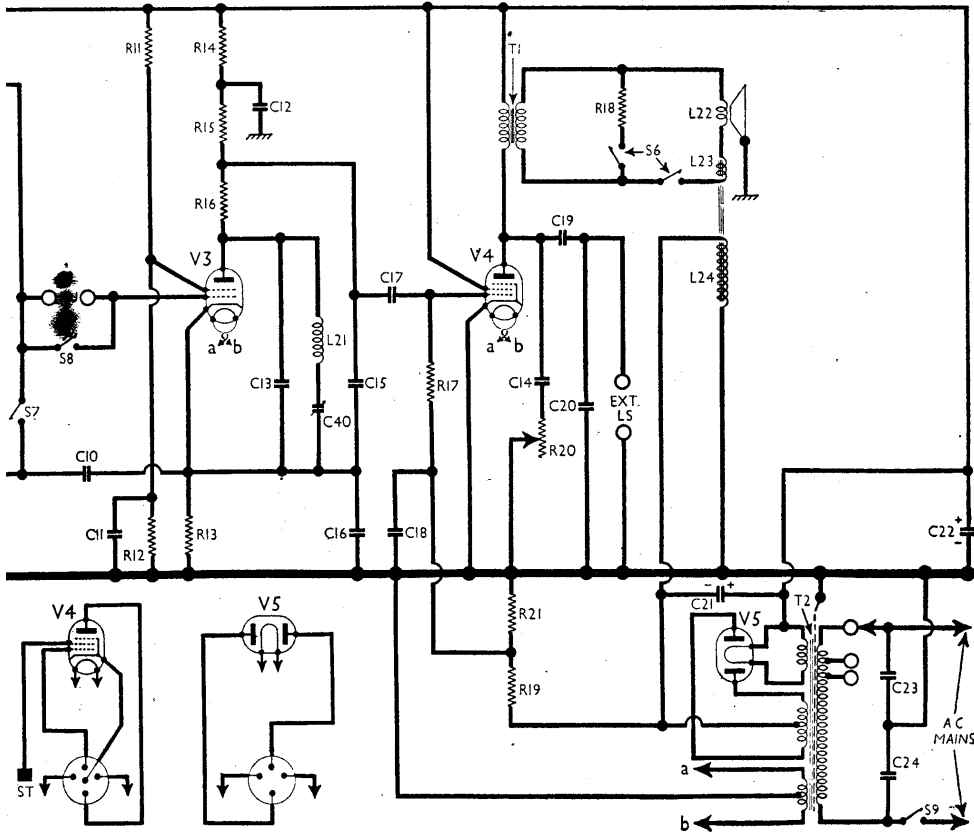 R11
R14
T1
C12
R15
R18
L22
S6
L23
R16
C19
V3
C17
V4
L24
a b
a b
L21
S8
C13
C15
R17
C14
C20
EXT.
LS
S7
C40
R20
C10
C11
R12
R13
C16
C18
C22
+
-
V4
V5
R21
- +
C21
T2
V5
R19
C23
A C
MAINS
C24
a
ST
S9
b